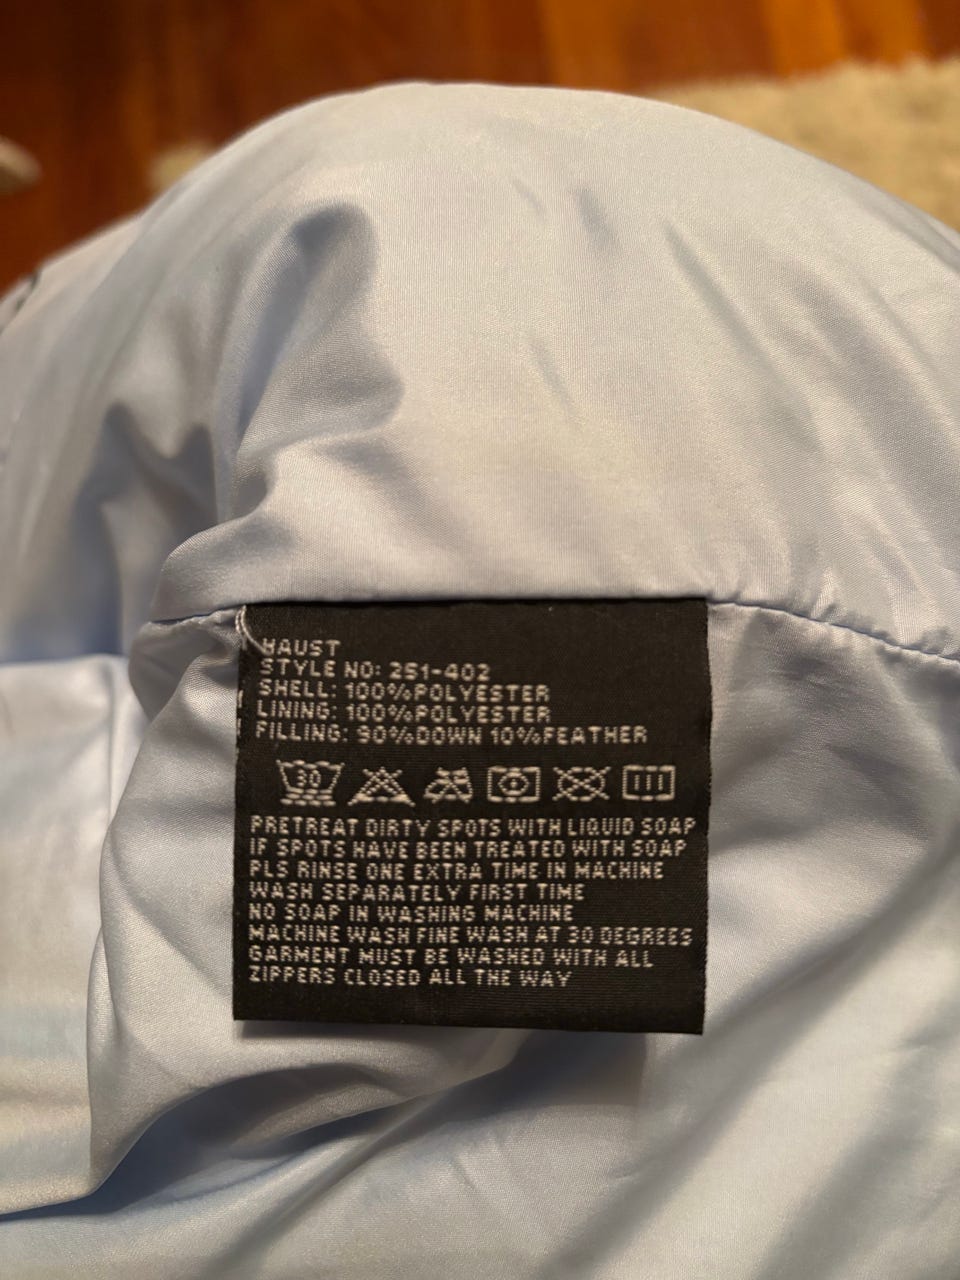 HAUST
STYLE NO: 251-402
SHELL: 100%POLYESTER
LINING: 100%POLYESTER
FILLING: 90%DOWN 10%FEATHER
30
PRETREAT DIRTY SPOTS WITH LIQUID SOAP
IF SPOTS HAVE BEEN TREATED WITH SOAP
PLS RINSE ONE EXTRA TIME IN MACHINE
WASH SEPARATELY FIRST TIME
NO SOAP IN WASHING MACHINE
MACHINE WASH FINE WASH AT 30 DEGREES
GARMENT MUST BE WASHED WITH ALL
ZIPPERS CLOSED ALL THE WAY